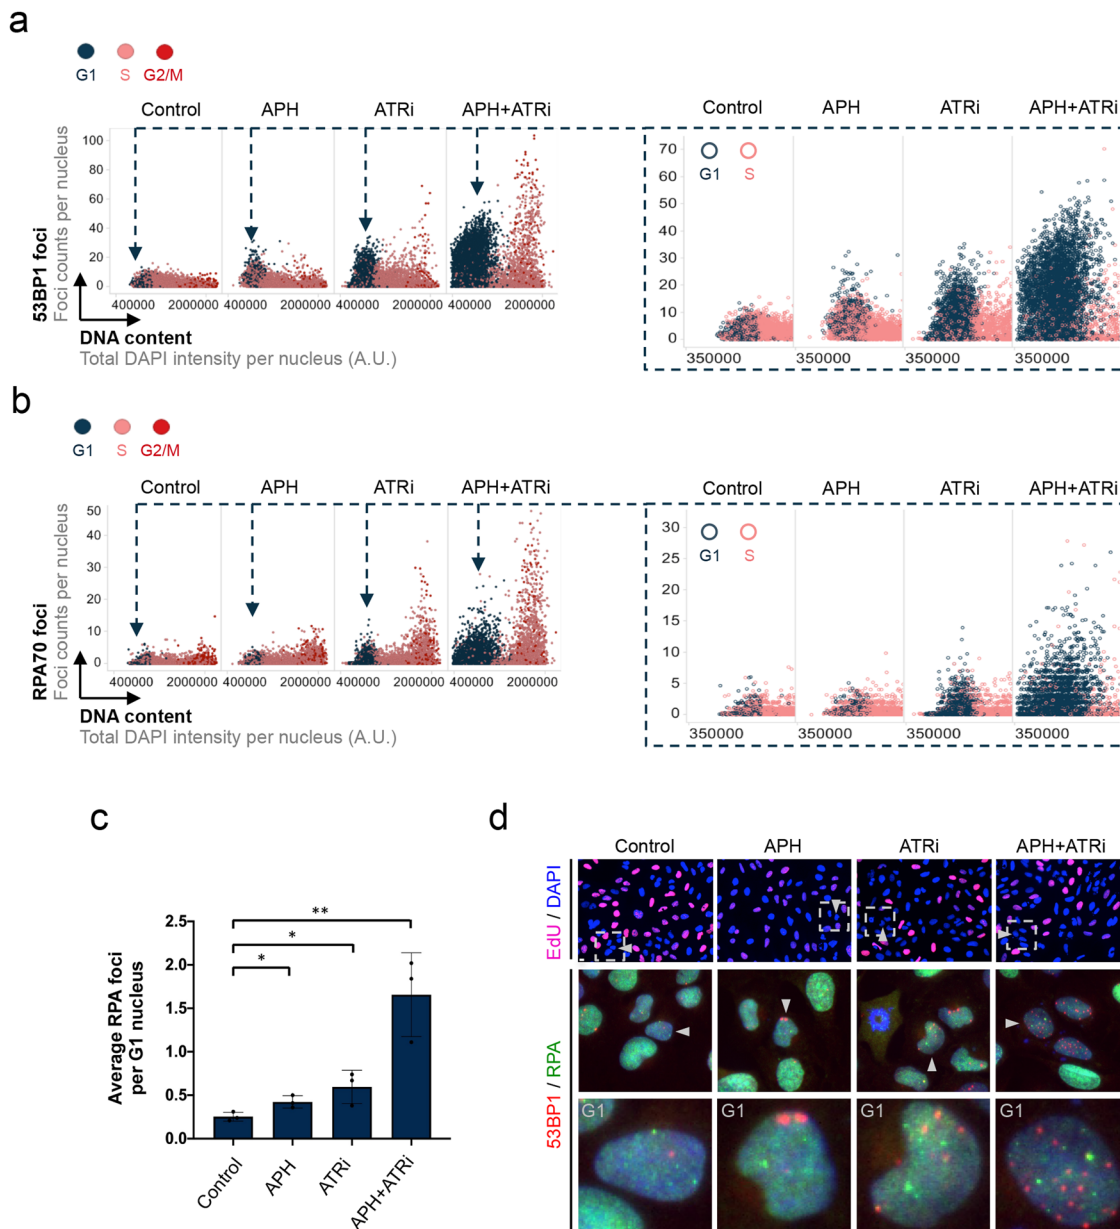 a
G1 S G2/M
Control APH ATRi APH+ATRi
Control APH ATRi APH+ATRi
53BP1 foci
Foci counts per nucleus
100
80
60
40
20
0
400000 2000000 400000 2000000 400000 2000000 400000 2000000
DNA content
Total DAPI intensity per nucleus (A.U.)
70
60
50
40
30
20
10
0
G1 S
350000 350000 350000 350000
b
G1 S G2/M
Control APH ATRi APH+ATRi
Control APH ATRi APH+ATRi
RPA70 foci
Foci counts per nucleus
50
40
30
20
10
0
400000 2000000 400000 2000000 400000 2000000 400000 2000000
DNA content
Total DAPI intensity per nucleus (A.U.)
30
25
20
15
10
5
0
G1 S
350000 350000 350000 350000
c
Average RPA foci
per G1 nucleus
2.5
2.0
1.5
1.0
0.5
0.0
**
*
*
Control APH ATRi APH+ATRi
d
Control APH ATRi APH+ATRi
EdU / DAPI
53BP1 / RPA
G1 G1 G1 G1